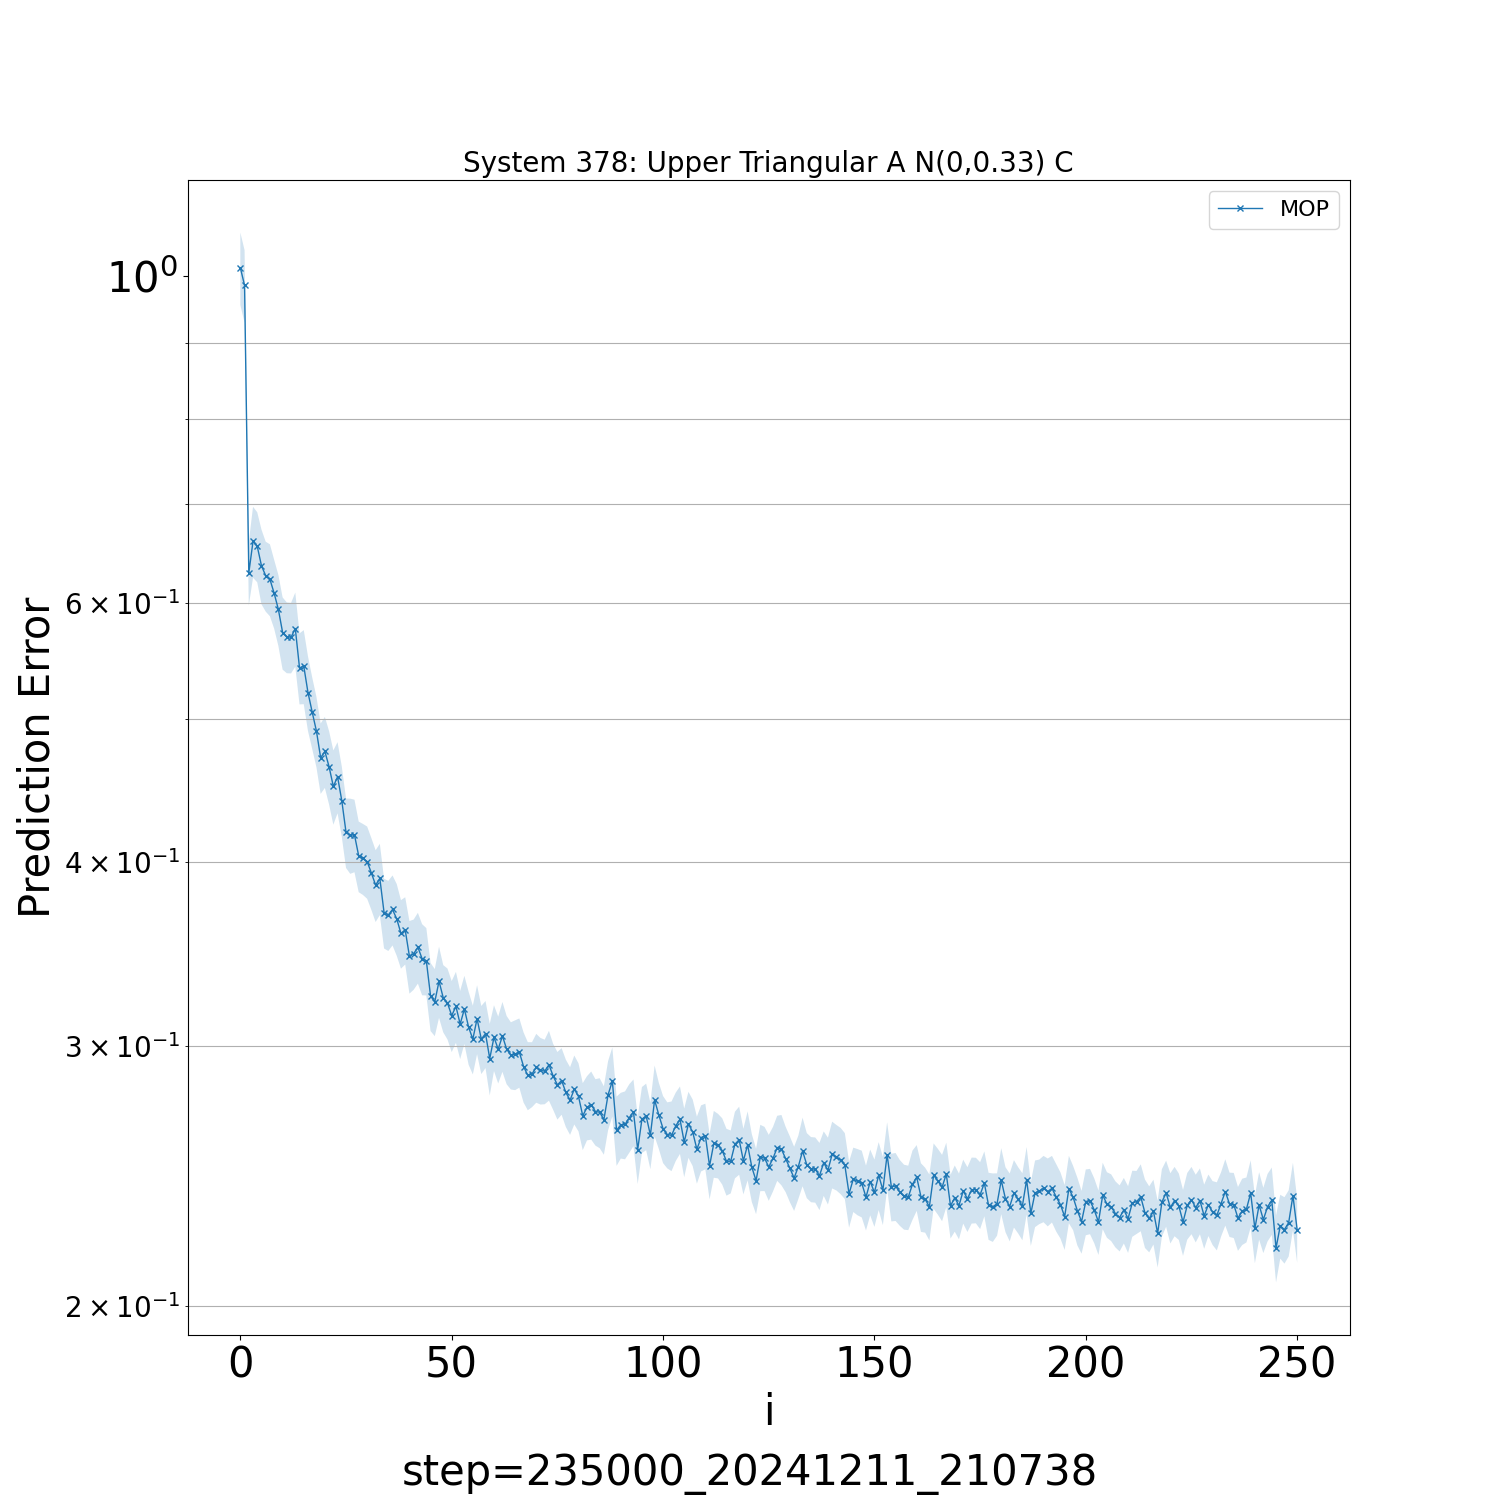 System 378: Upper Triangular A N(0,0.33) C
MOP
10⁰
6 × 10⁻¹
4 × 10⁻¹
3 × 10⁻¹
2 × 10⁻¹
Prediction Error
0 50 100 150 200 250
i
step=235000_20241211_210738